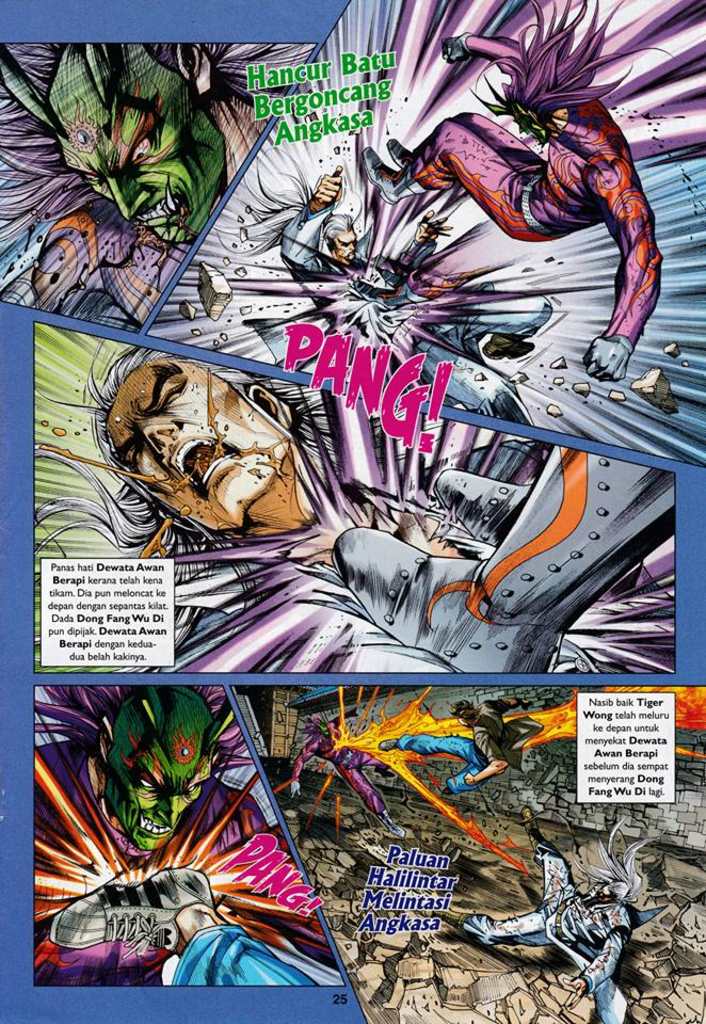 Hancur Batu
Bergoncang
Angkasa
PANG!
Panas hati Dewata Awan
Berapi kerana telah kena
tikam. Dia pun meloncat ke
depan dengan sepantas kilat.
Dada Dong Fang Wu Di
pun dipijak. Dewata Awan
Berapi dengan kedua-
dua belah kakinya.
Nasib baik Tiger
Wong telah meluru
ke depan untuk
menyekat Dewata
Awan Berapi
sebelum dia sempat
menyerang Dong
Fang Wu Di lagi.
PANG!
Paluan
Halilintar
Melintasi
Angkasa
25